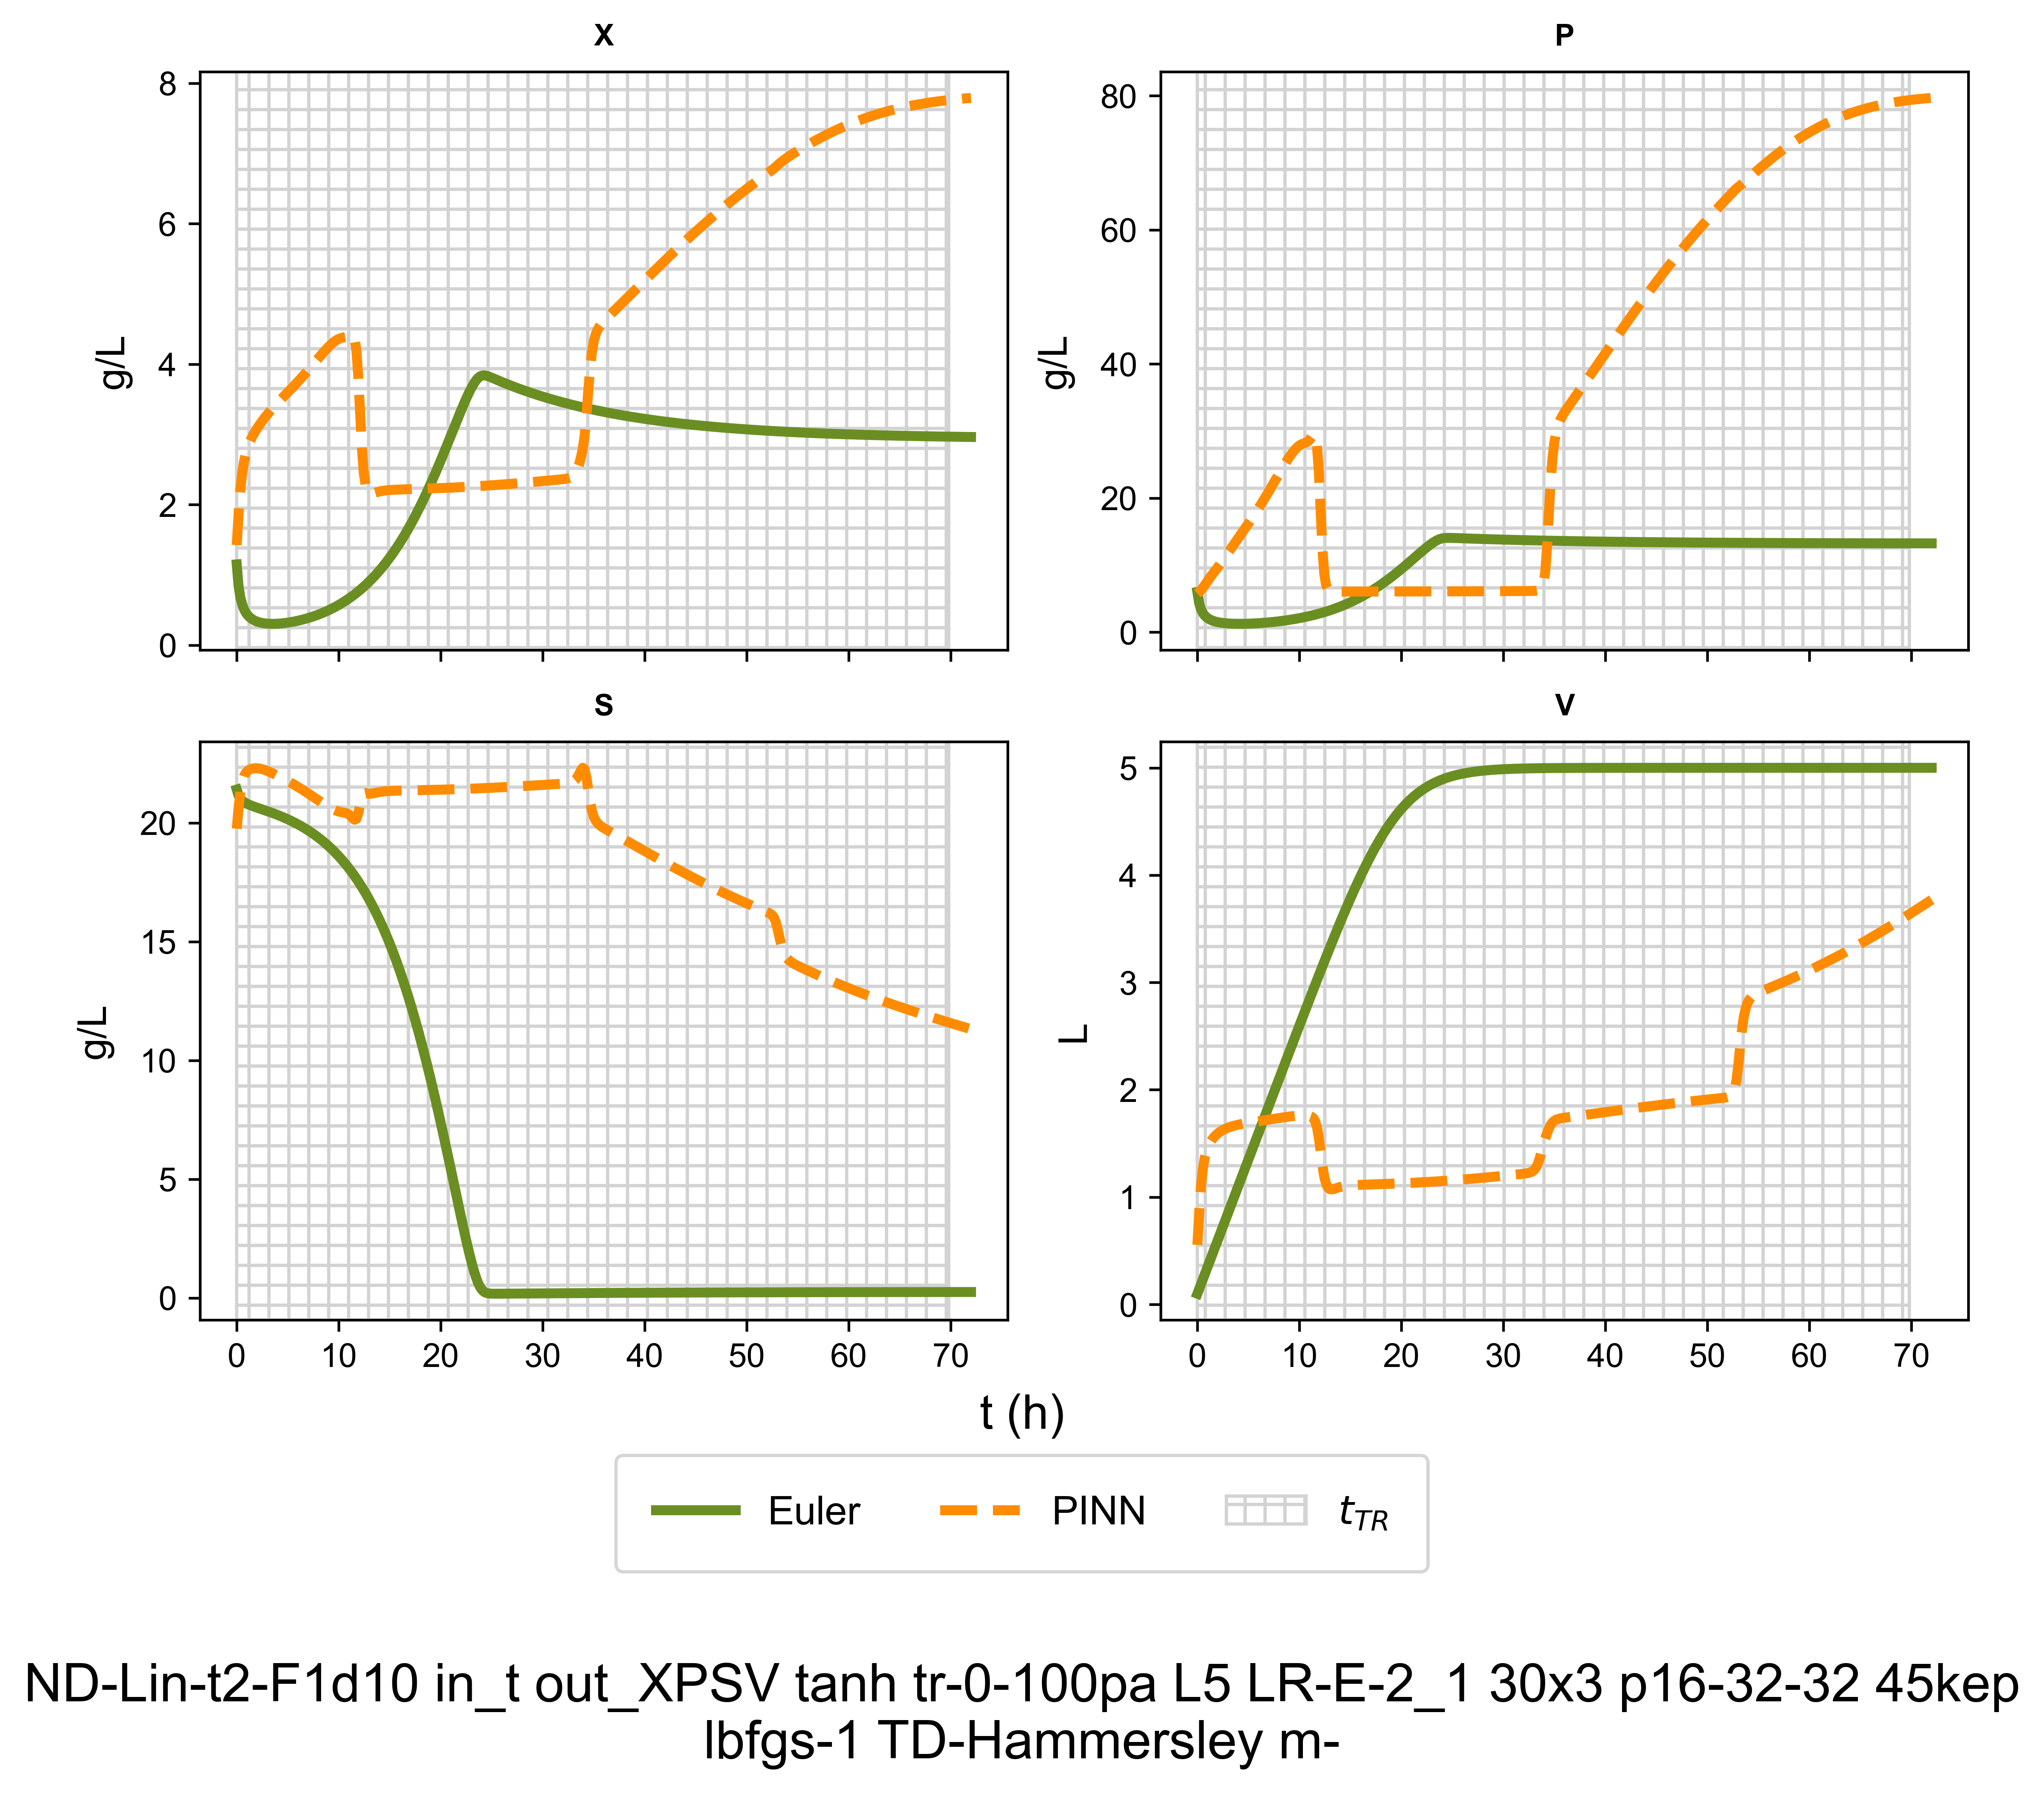 X
P
8
6
4
2
0
g/L
80
60
40
20
0
g/L
S
V
20
15
10
5
0
g/L
5
4
3
2
1
0
L
0 10 20 30 40 50 60 70
0 10 20 30 40 50 60 70
t (h)
Euler PINN t_TR
ND-Lin-t2-F1d10 in_t out_XPSV tanh tr-0-100pa L5 LR-E-2_1 30x3 p16-32-32 45kep
lbfgs-1 TD-Hammersley m-